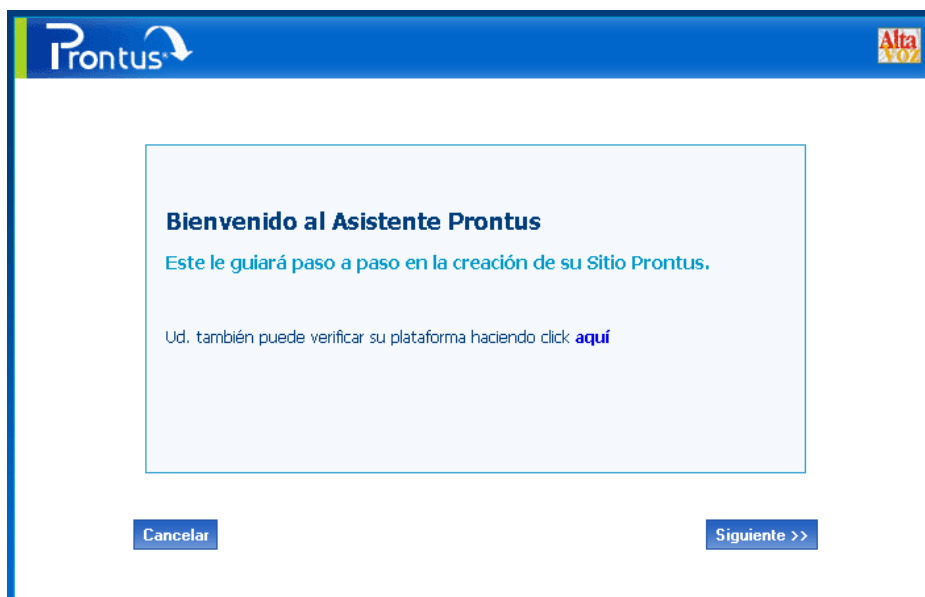 Prontus
Alta
Voz
Bienvenido al Asistente Prontus
Este le guiará paso a paso en la creación de su Sitio Prontus.
Ud. también puede verificar su plataforma haciendo click aquí
Cancelar
Siguiente >>